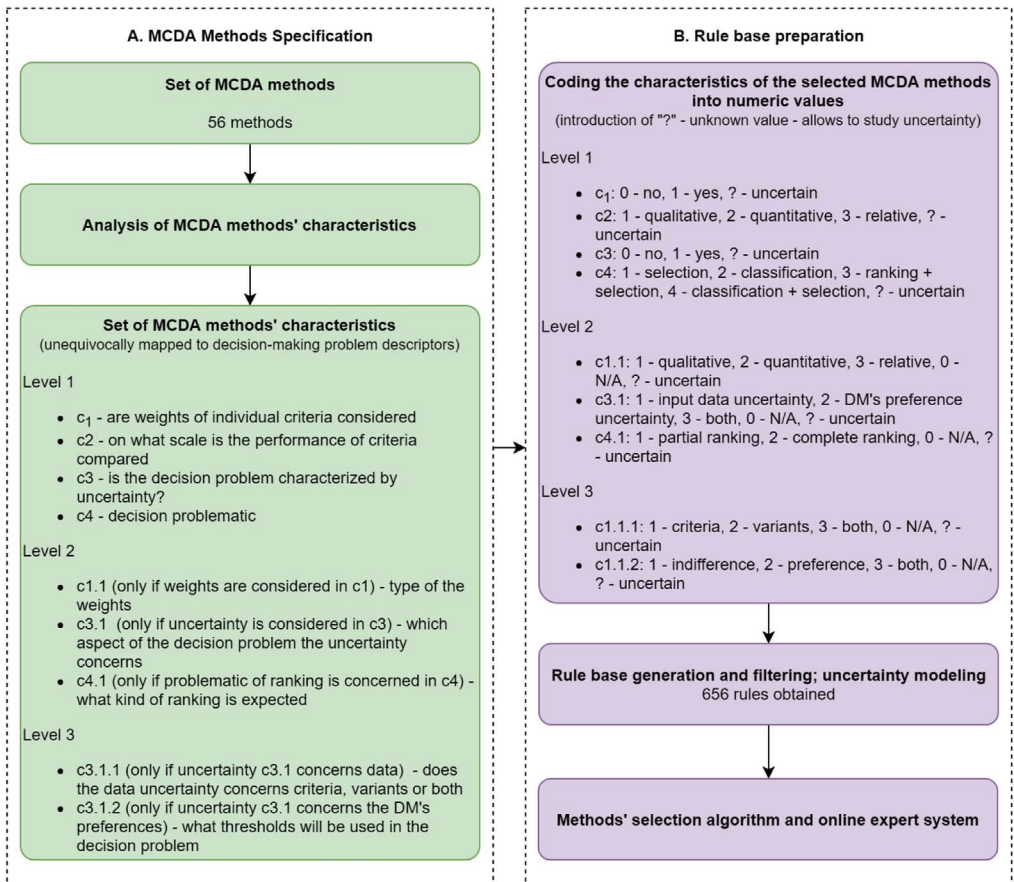 A. MCDA Methods Specification
Set of MCDA methods
56 methods
Analysis of MCDA methods' characteristics
Set of MCDA methods' characteristics
(unequivocally mapped to decision-making problem descriptors)
Level 1
• c1 - are weights of individual criteria considered
• c2 - on what scale is the performance of criteria
compared
• c3 - is the decision problem characterized by
uncertainty?
• c4 - decision problematic
Level 2
• c1.1 (only if weights are considered in c1) - type of the
weights
• c3.1 (only if uncertainty is considered in c3) - which
aspect of the decision problem the uncertainty
concerns
• c4.1 (only if problematic of ranking is concerned in c4) -
what kind of ranking is expected
Level 3
• c3.1.1 (only if uncertainty c3.1 concerns data) - does
the data uncertainty concerns criteria, variants or both
• c3.1.2 (only if uncertainty c3.1 concerns the DM's
preferences) - what thresholds will be used in the
decision problem
B. Rule base preparation
Coding the characteristics of the selected MCDA methods
into numeric values
(introduction of "?" - unknown value - allows to study uncertainty)
Level 1
• c1: 0 - no, 1 - yes, ? - uncertain
• c2: 1 - qualitative, 2 - quantitative, 3 - relative, ? -
uncertain
• c3: 0 - no, 1 - yes, ? - uncertain
• c4: 1 - selection, 2 - classification, 3 - ranking +
selection, 4 - classification + selection, ? - uncertain
Level 2
• c1.1: 1 - qualitative, 2 - quantitative, 3 - relative, 0 -
N/A, ? - uncertain
• c3.1: 1 - input data uncertainty, 2 - DM's preference
uncertainty, 3 - both, 0 - N/A, ? - uncertain
• c4.1: 1 - partial ranking, 2 - complete ranking, 0 - N/A, ?
- uncertain
Level 3
• c1.1.1: 1 - criteria, 2 - variants, 3 - both, 0 - N/A, ? -
uncertain
• c1.1.2: 1 - indifference, 2 - preference, 3 - both, 0 - N/A,
? - uncertain
Rule base generation and filtering; uncertainty modeling
656 rules obtained
Methods' selection algorithm and online expert system